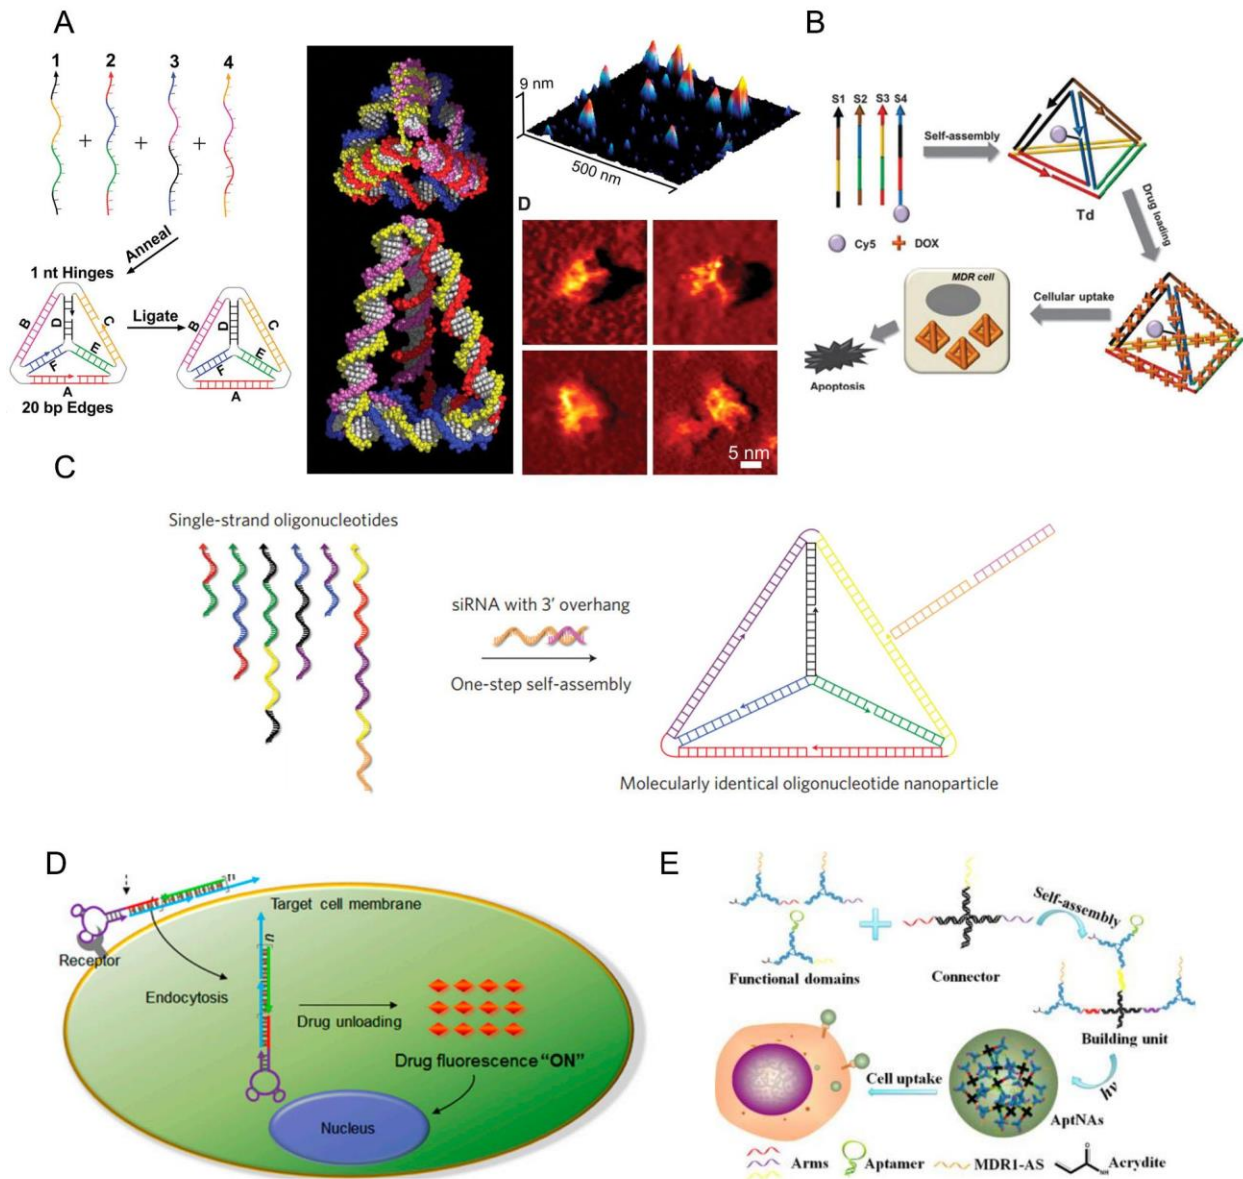 A
1 2 3 4
+ + +
Anneal
1 nt Hinges
B D C
F E
A
20 bp Edges
Ligate
B D C
F E
A
9 nm
500 nm
D
5 nm
B
S1 S2 S3 S4
Self-assembly
Td
Cy5 DOX
Drug loading
MDR cell
Cellular uptake
Apoptosis
C
Single-strand oligonucleotides
siRNA with 3′ overhang
One-step self-assembly
Molecularly identical oligonucleotide nanoparticle
D
n
Target cell membrane
Receptor
n
Endocytosis
Drug unloading
Drug fluorescence “ON”
Nucleus
E
Self-assembly
Functional domains
Connector
Building unit
hν
Cell uptake
AptNAs
Arms Aptamer MDR1-AS NH O Acrydite